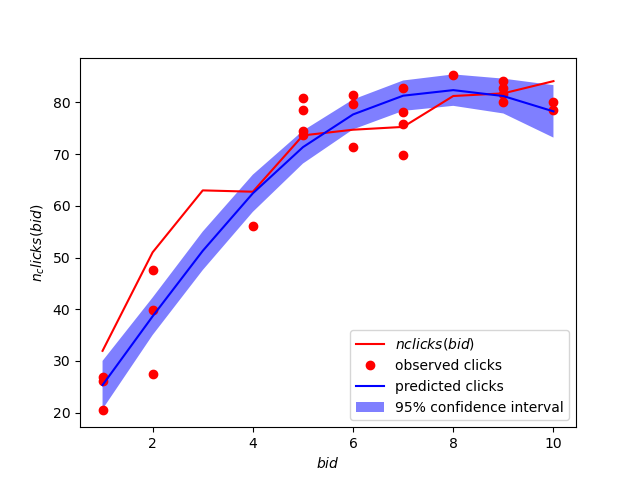 80
70
60
50
40
30
20
n_clicks(bid)
2
4
6
8
10
bid
nclicks(bid)
observed clicks
predicted clicks
95% confidence interval